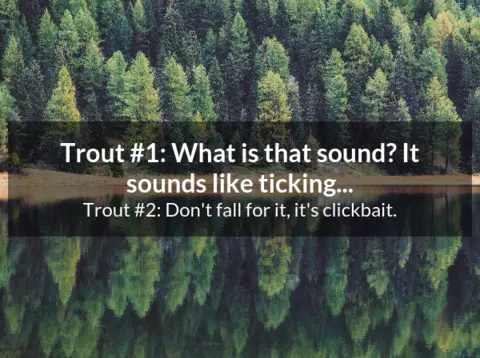 Trout #1: What is that sound? It
sounds like ticking...
Trout #2: Don't fall for it, it's clickbait.